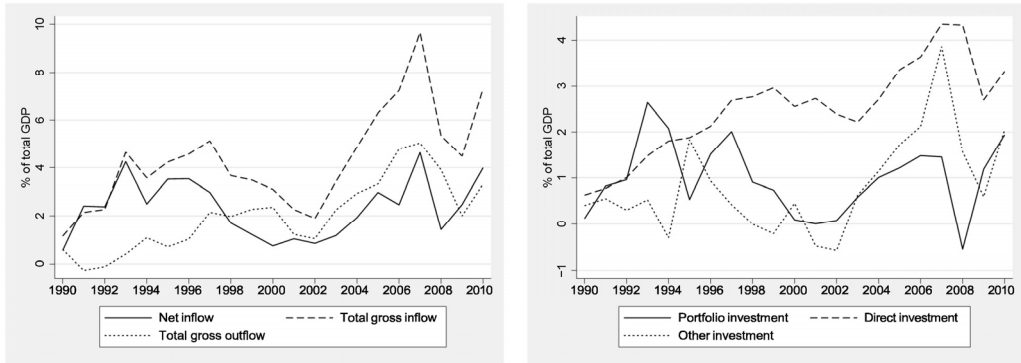 % of total GDP
10
8
6
4
2
0
1990 1992 1994 1996 1998 2000 2002 2004 2006 2008 2010
Net inflow Total gross inflow
Total gross outflow
% of total GDP
4
3
2
1
0
−1
1990 1992 1994 1996 1998 2000 2002 2004 2006 2008 2010
Portfolio investment Direct investment
Other investment